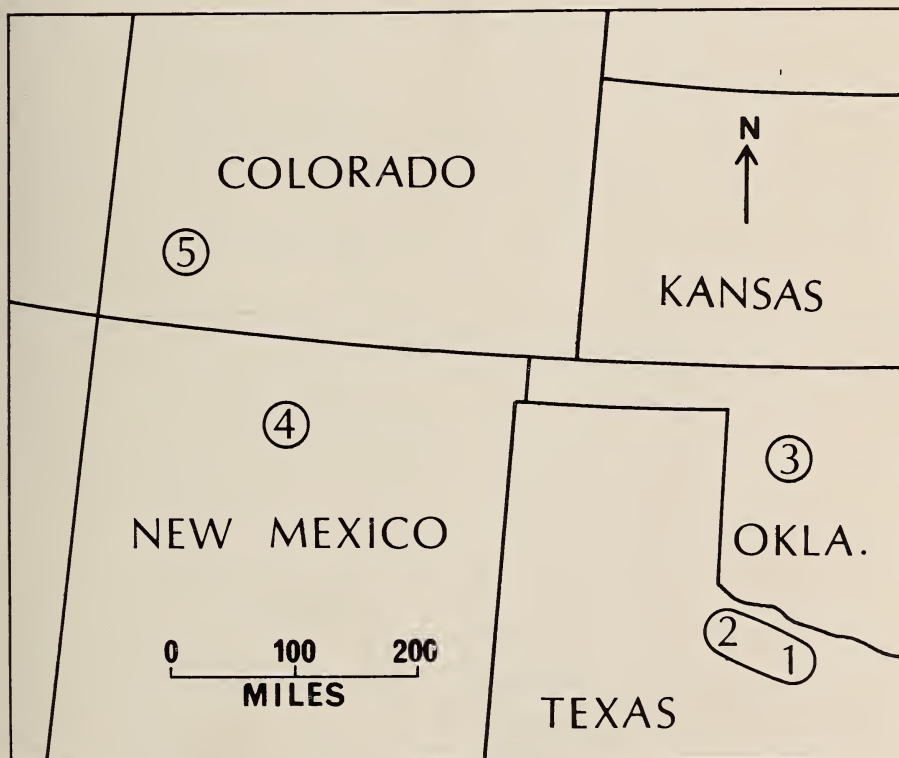 COLORADO
N
5
KANSAS
4
3
NEW MEXICO
OKLA.
2
1
0 100 200
MILES
TEXAS